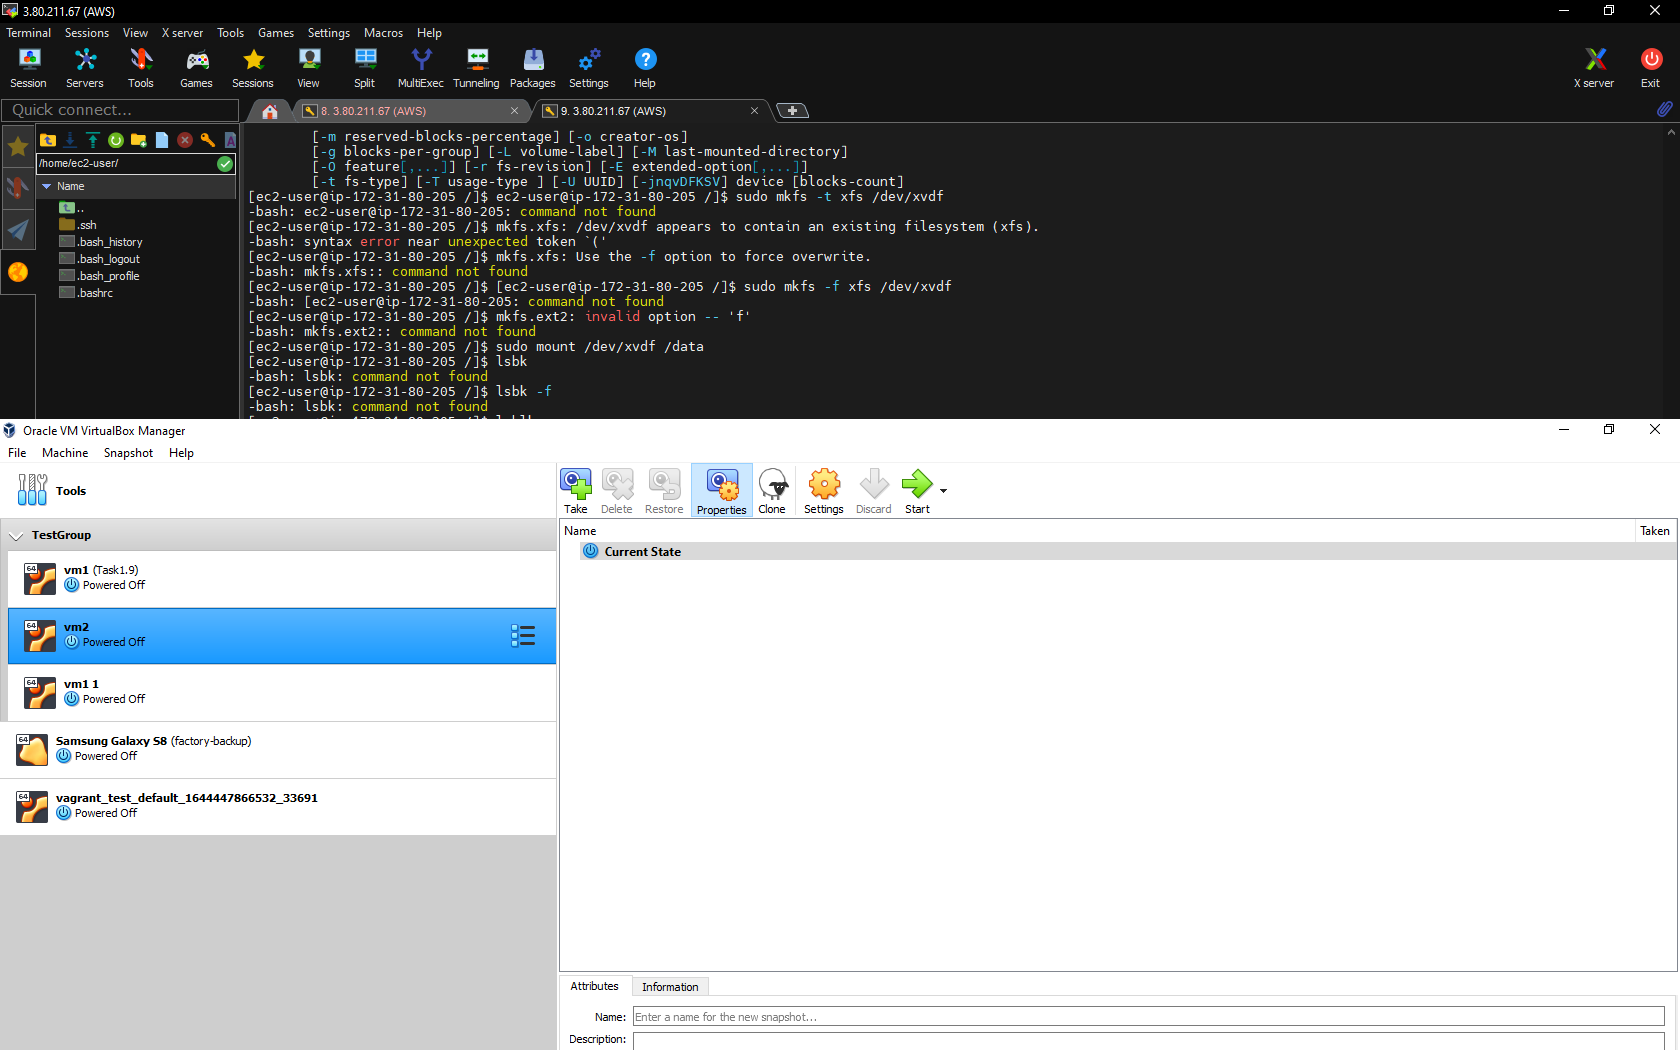 3.80.211.67 (AWS)
Terminal Sessions View X server Tools Games Settings Macros Help
Session Servers Tools Games Sessions View Split MultiExec Tunneling Packages Settings Help X server Exit
Quick connect...
8. 3.80.211.67 (AWS)
9. 3.80.211.67 (AWS)
/home/ec2-user/
Name
..
.ssh
.bash_history
.bash_logout
.bash_profile
.bashrc
[-m reserved-blocks-percentage] [-o creator-os]
[-g blocks-per-group] [-L volume-label] [-M last-mounted-directory]
[-O feature[,...]] [-r fs-revision] [-E extended-option[,...]]
[-t fs-type] [-T usage-type ] [-U UUID] [-jnqvDFKSV] device [blocks-count]
[ec2-user@ip-172-31-80-205 /]$ ec2-user@ip-172-31-80-205 /]$ sudo mkfs -t xfs /dev/xvdf
-bash: ec2-user@ip-172-31-80-205: command not found
[ec2-user@ip-172-31-80-205 /]$ mkfs.xfs: /dev/xvdf appears to contain an existing filesystem (xfs).
-bash: syntax error near unexpected token `('
[ec2-user@ip-172-31-80-205 /]$ mkfs.xfs: Use the -f option to force overwrite.
-bash: mkfs.xfs:: command not found
[ec2-user@ip-172-31-80-205 /]$ [ec2-user@ip-172-31-80-205 /]$ sudo mkfs -f xfs /dev/xvdf
-bash: [ec2-user@ip-172-31-80-205: command not found
[ec2-user@ip-172-31-80-205 /]$ mkfs.ext2: invalid option -- 'f'
-bash: mkfs.ext2:: command not found
[ec2-user@ip-172-31-80-205 /]$ sudo mount /dev/xvdf /data
[ec2-user@ip-172-31-80-205 /]$ lsbk
-bash: lsbk: command not found
[ec2-user@ip-172-31-80-205 /]$ lsbk -f
-bash: lsbk: command not found
Oracle VM VirtualBox Manager
File Machine Snapshot Help
Tools
Take Delete Restore Properties Clone Settings Discard Start
TestGroup
64
vm1 (Task1.9)
Powered Off
64
vm2
Powered Off
64
vm1 1
Powered Off
64
Samsung Galaxy S8 (factory-backup)
Powered Off
64
vagrant_test_default_1644447866532_33691
Powered Off
Name Taken
Current State
Attributes Information
Name: Enter a name for the new snapshot...
Description: